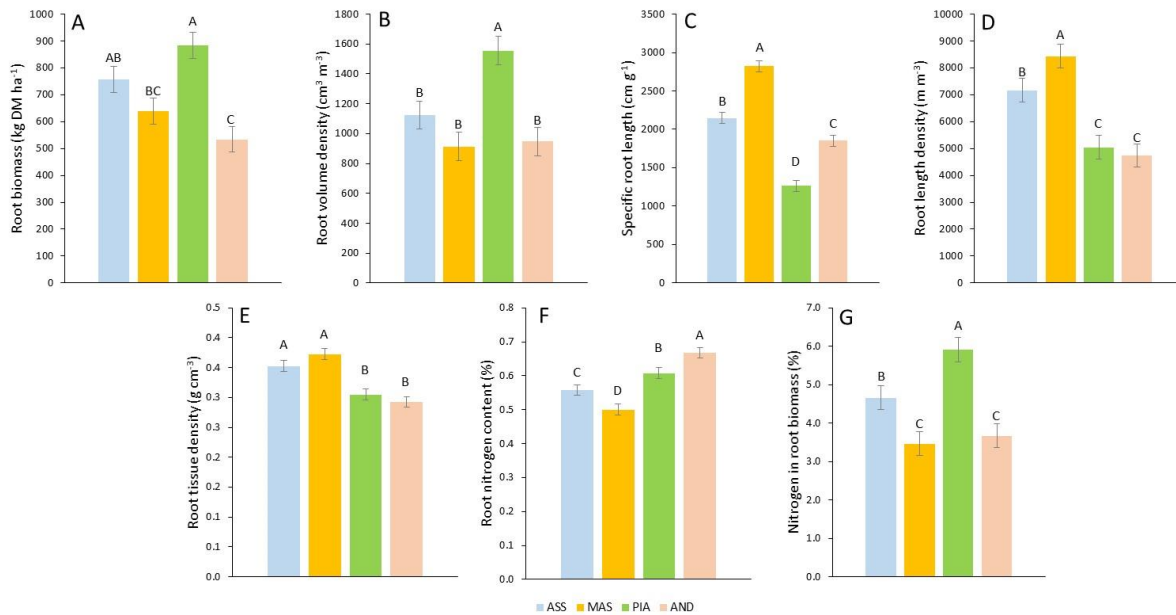 A
Root biomass (kg DM ha⁻¹)
1000
900
800
700
600
500
400
300
200
100
0
AB
BC
A
C
B
Root volume density (cm³ m⁻³)
1800
1600
1400
1200
1000
800
600
400
200
0
B
B
A
B
C
Specific root length (cm g⁻¹)
3500
3000
2500
2000
1500
1000
500
0
B
A
D
B
D
Root length density (m m⁻³)
10000
9000
8000
7000
6000
5000
4000
3000
2000
1000
0
B
A
C
C
E
Root tissue density (g cm⁻³)
0.5
0.4
0.4
0.3
0.3
0.2
0.2
0.1
0.1
0.0
A
A
B
B
F
Root nitrogen content (%)
0.8
0.7
0.6
0.5
0.4
0.3
0.2
0.1
0.0
C
D
B
A
G
Nitrogen in root biomass (%)
7.0
6.0
5.0
4.0
3.0
2.0
1.0
0.0
B
C
A
C
ASS MAS PIA AND